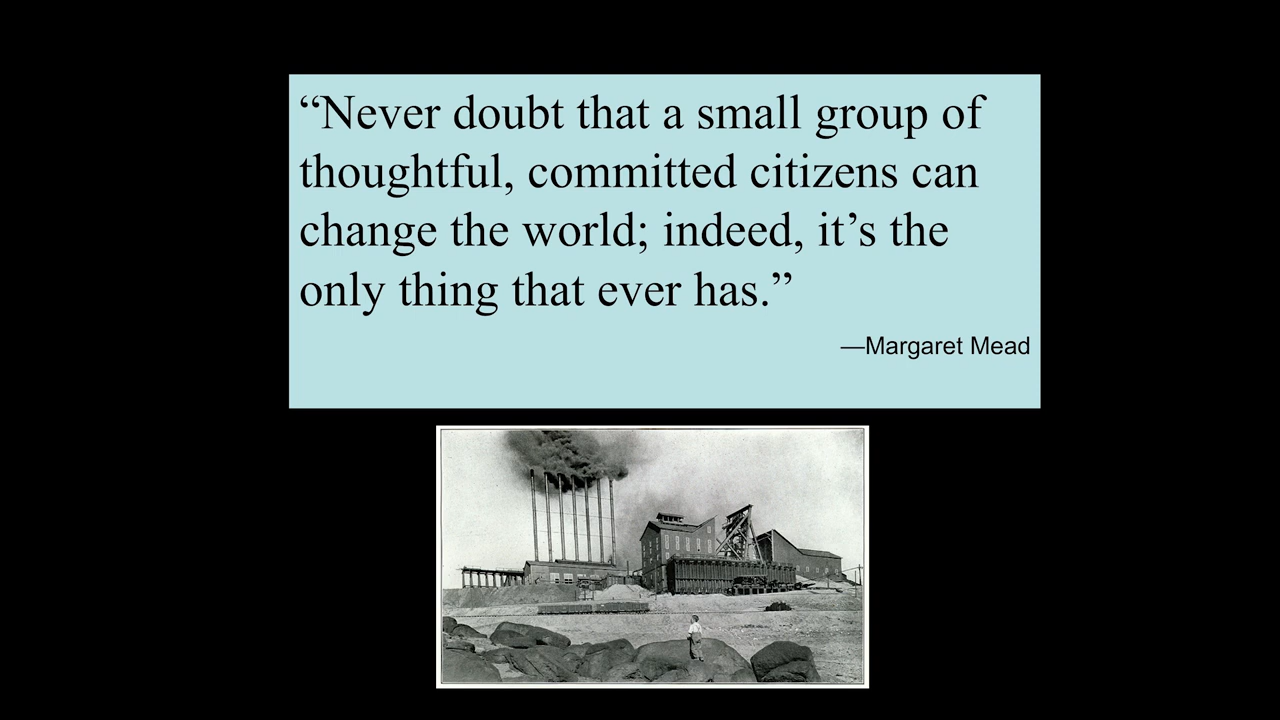 “Never doubt that a small group of
thoughtful, committed citizens can
change the world; indeed, it’s the
only thing that ever has.”
—Margaret Mead